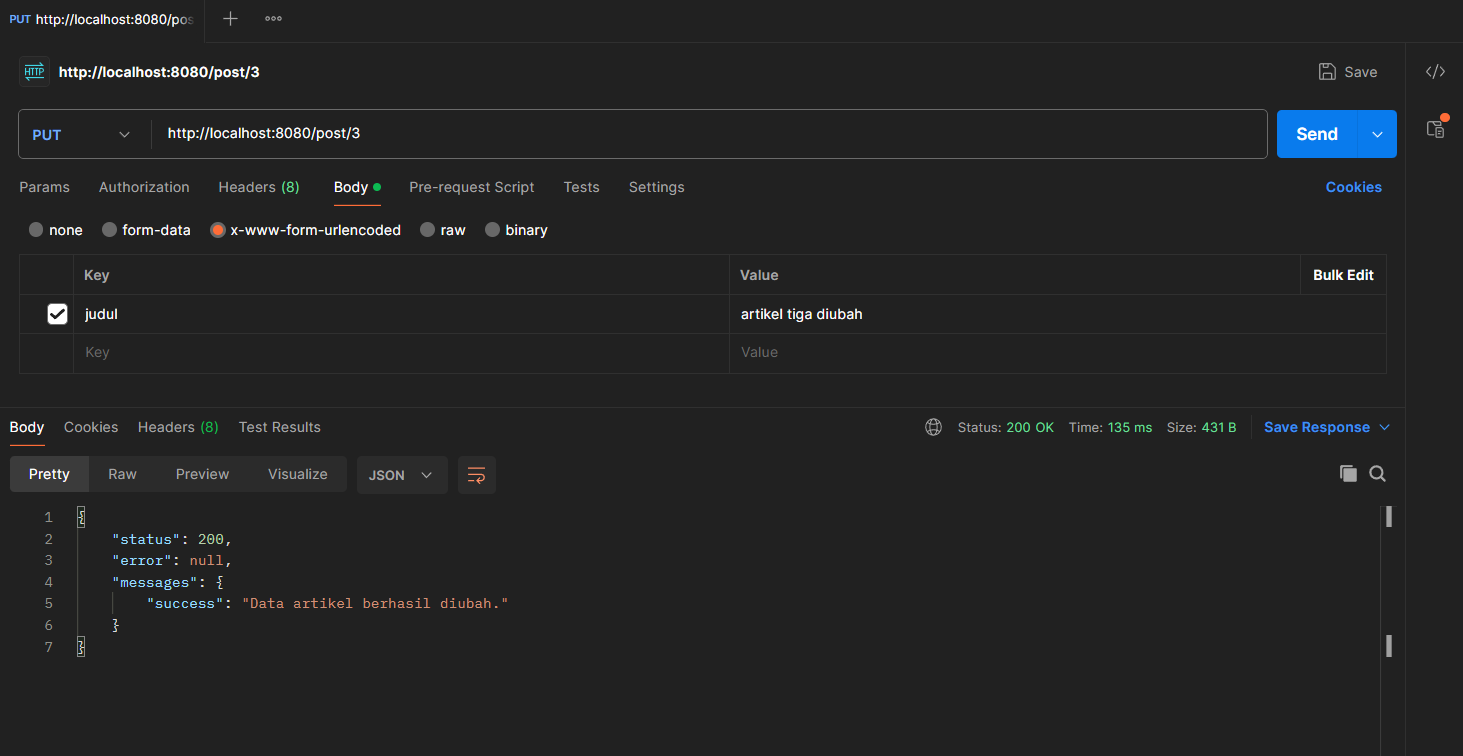 PUT http://localhost:8080/pos
HTTP http://localhost:8080/post/3 Save
PUT http://localhost:8080/post/3 Send
Params Authorization Headers (8) Body Pre-request Script Tests Settings Cookies
none form-data x-www-form-urlencoded raw binary
Key Value Bulk Edit
judul artikel tiga diubah
Key Value
Body Cookies Headers (8) Test Results Status: 200 OK Time: 135 ms Size: 431 B Save Response
Pretty Raw Preview Visualize JSON
1 {
2 "status": 200,
3 "error": null,
4 "messages": {
5 "success": "Data artikel berhasil diubah."
6 }
7 }